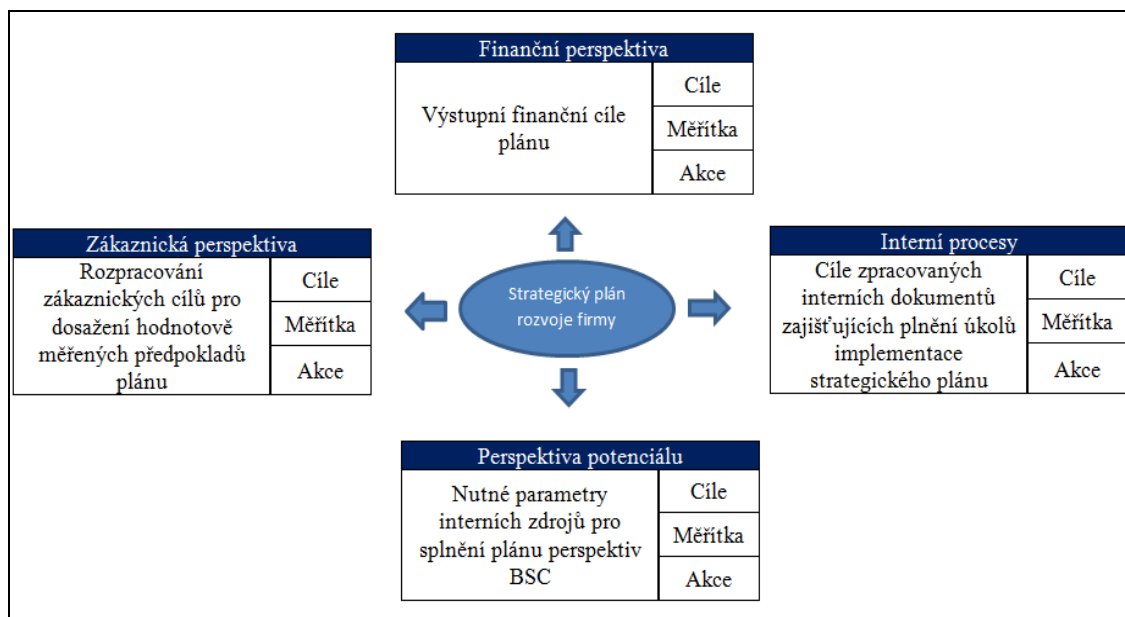 Finanční perspektiva
Výstupní finanční cíle
plánu
Cíle
Měřítka
Akce
Zákaznická perspektiva
Rozpracování
zákaznických cílů pro
dosažení hodnotově
měřených předpokladů
plánu
Cíle
Měřítka
Akce
Strategický plán
rozvoje firmy
Interní procesy
Cíle zpracovaných
interních dokumentů
zajišťujících plnění úkolů
implementace
strategického plánu
Cíle
Měřítka
Akce
Perspektiva potenciálu
Nutné parametry
interních zdrojů pro
splnění plánu perspektiv
BSC
Cíle
Měřítka
Akce